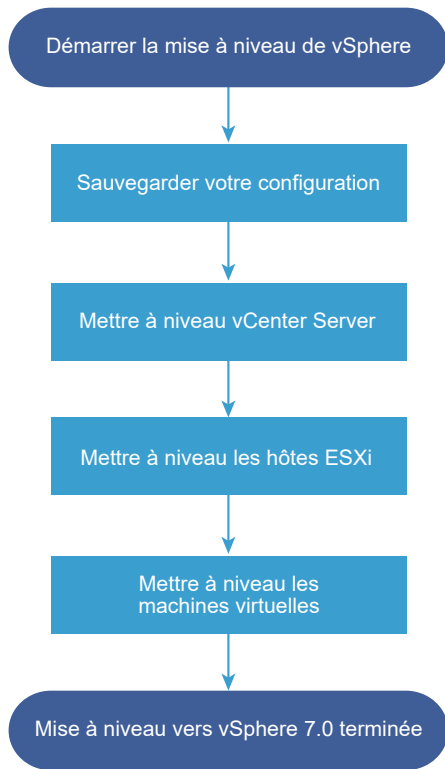 Démarrer la mise à niveau de vSphere
Sauvegarder votre configuration
Mettre à niveau vCenter Server
Mettre à niveau les hôtes ESXi
Mettre à niveau les
machines virtuelles
Mise à niveau vers vSphere 7.0 terminée